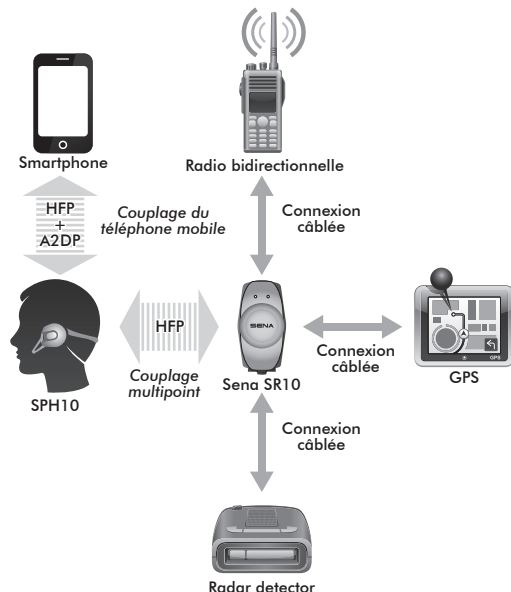 Smartphone
Radio bidirectionnelle
HFP
+
A2DP
Couplage du
téléphone mobile
Connexion
câblée
SPH10
HFP
Couplage
multipoint
SENA
Sena SR10
Connexion
câblée
GPS
GPS
Connexion
câblée
Radar detector